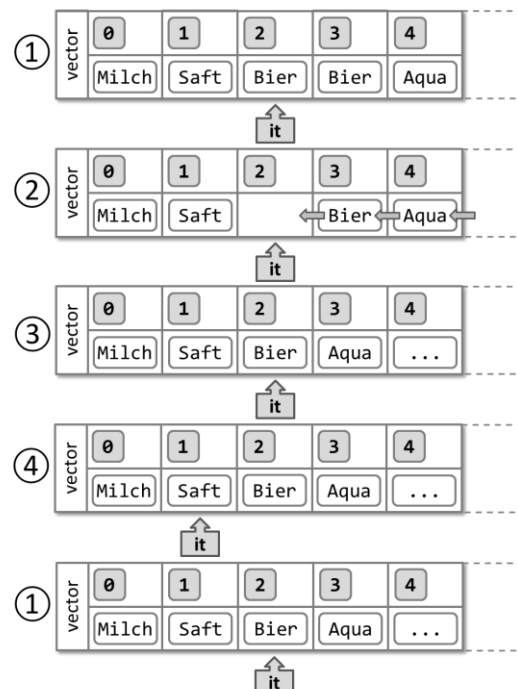 ① vector 0 1 2 3 4
Milch Saft Bier Bier Aqua
it
② vector 0 1 2 3 4
Milch Saft Bier Aqua
it
③ vector 0 1 2 3 4
Milch Saft Bier Aqua ...
it
④ vector 0 1 2 3 4
Milch Saft Bier Aqua ...
it
① vector 0 1 2 3 4
Milch Saft Bier Aqua ...
it